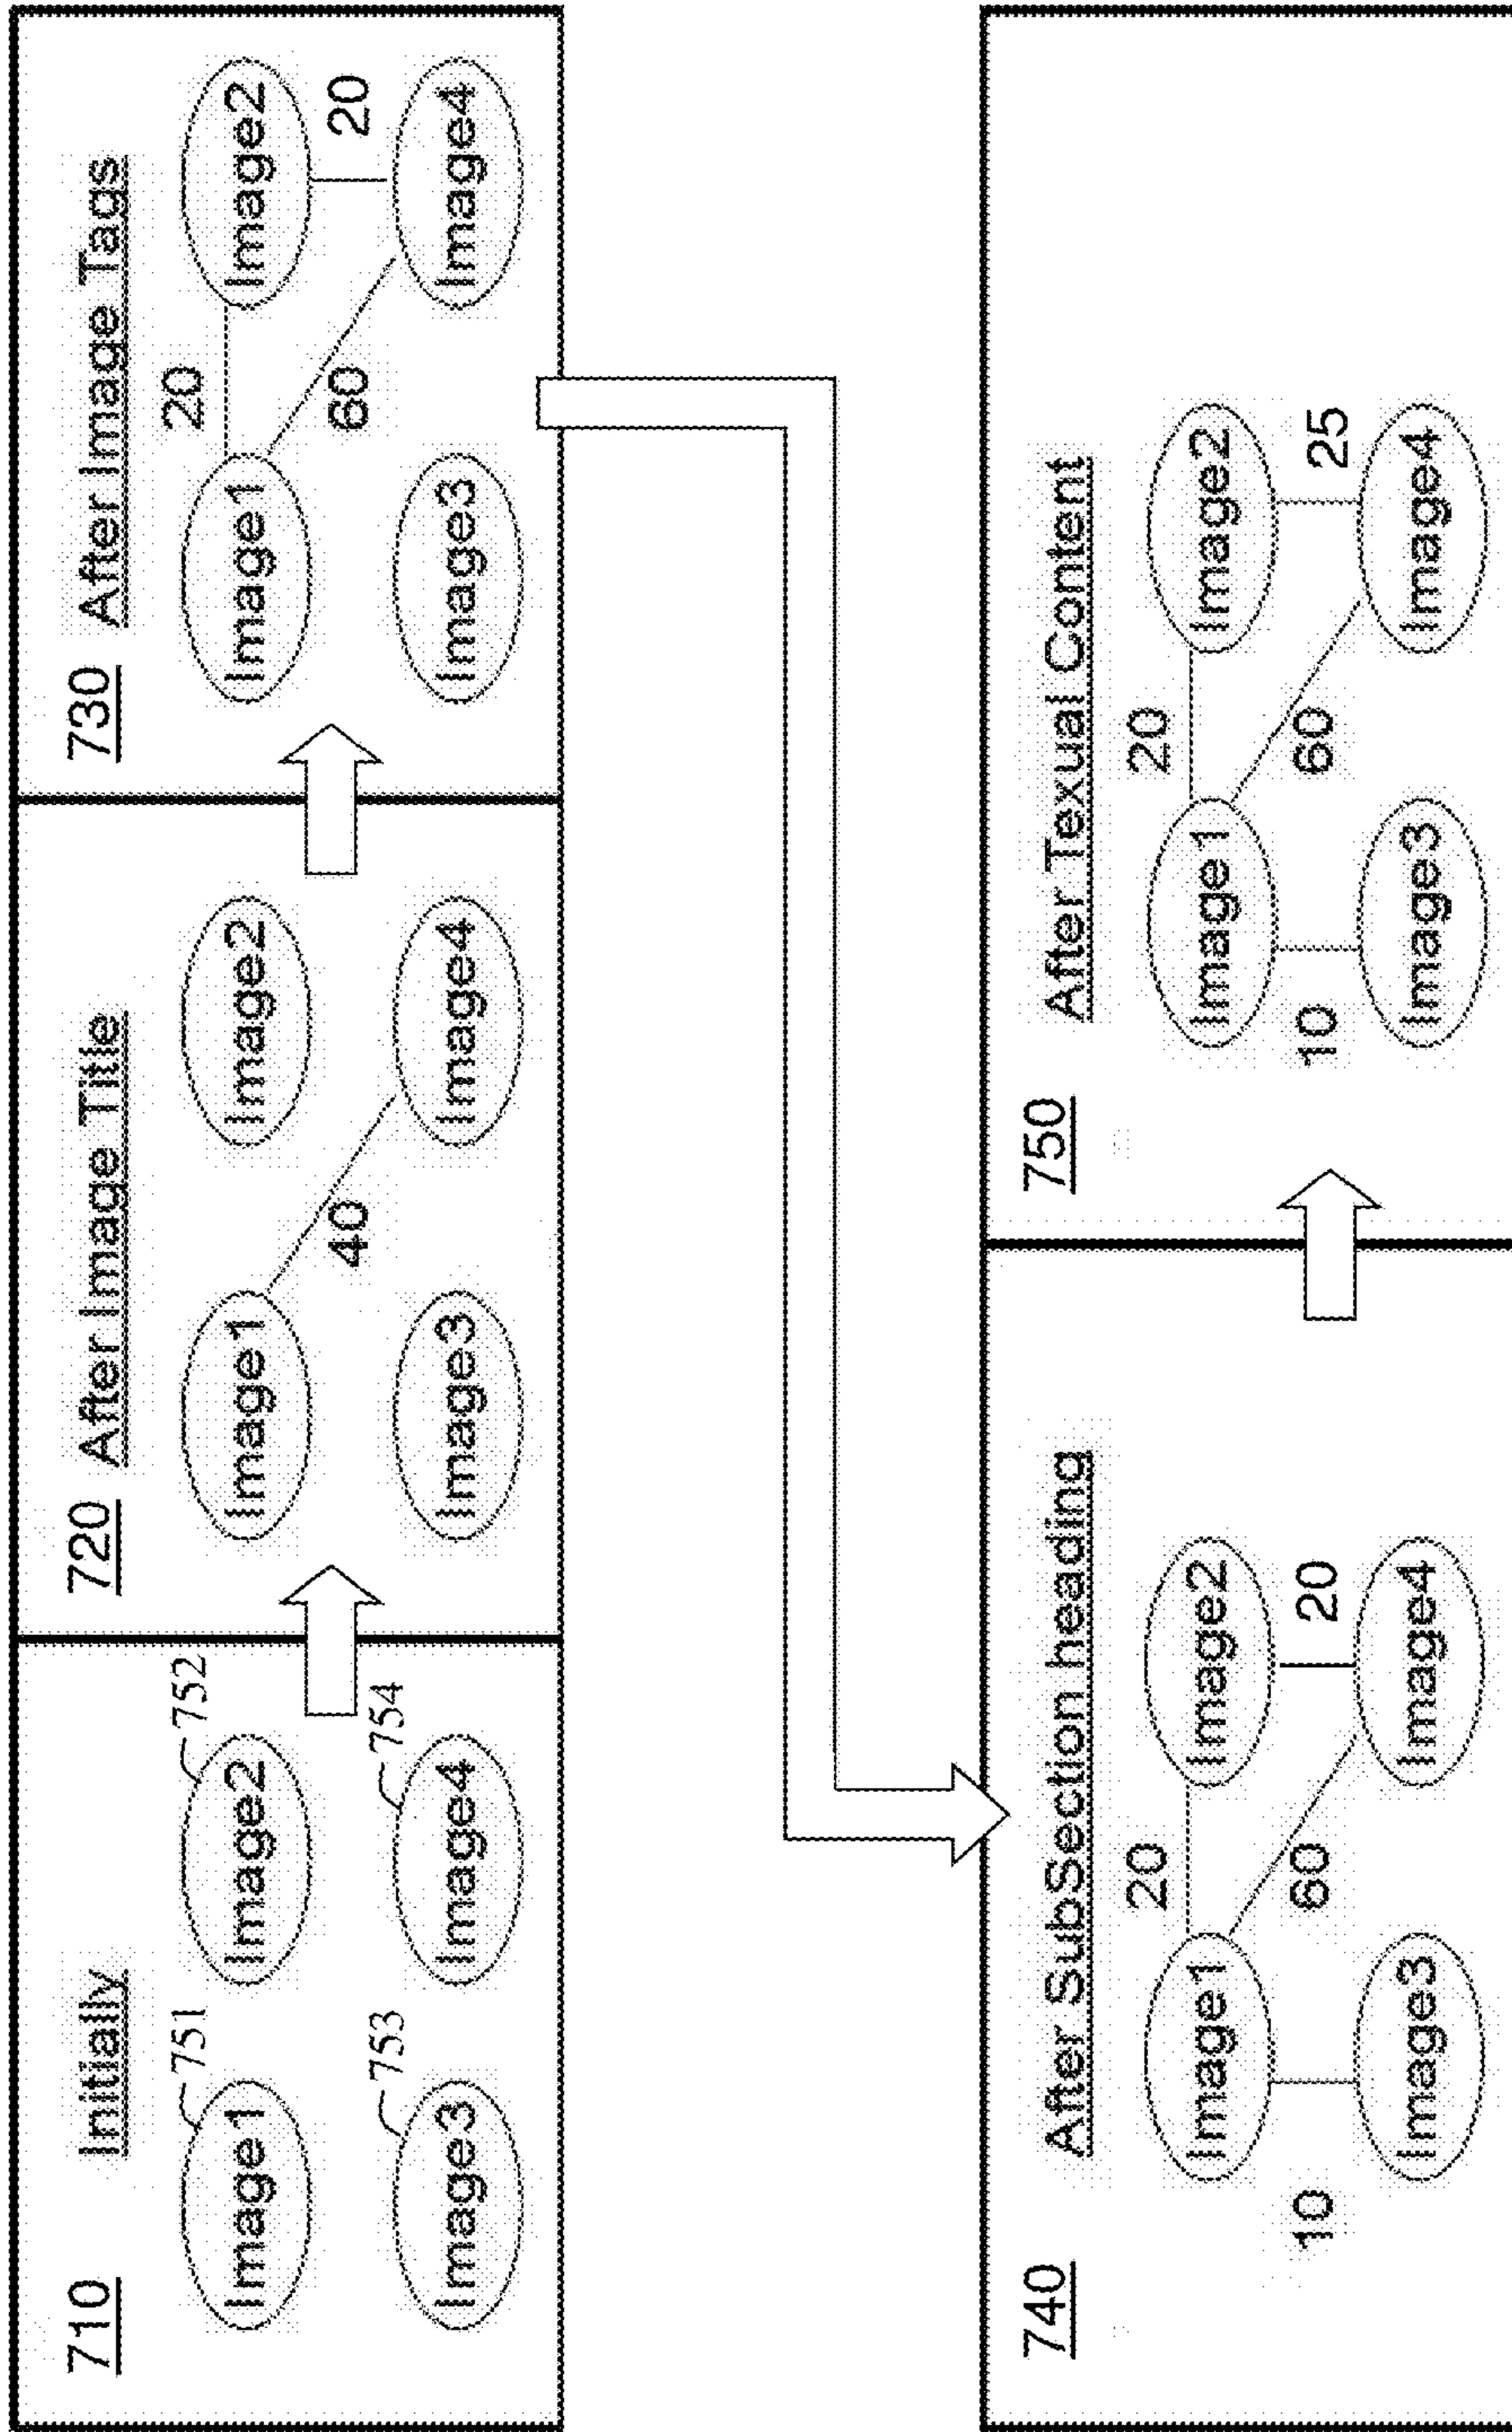 710
Initially
751
752
Image1
Image2
753
754
Image3
Image4
720 After Image Title
Image1
Image2
40
Image3
Image4
730 After Image Tags
20
Image1
Image2
60
20
Image3
Image4
740
After SubSection heading
20
Image1
Image2
10
60
20
Image3
Image4
750
After Texual Content
20
Image1
Image2
10
60
25
Image3
Image4